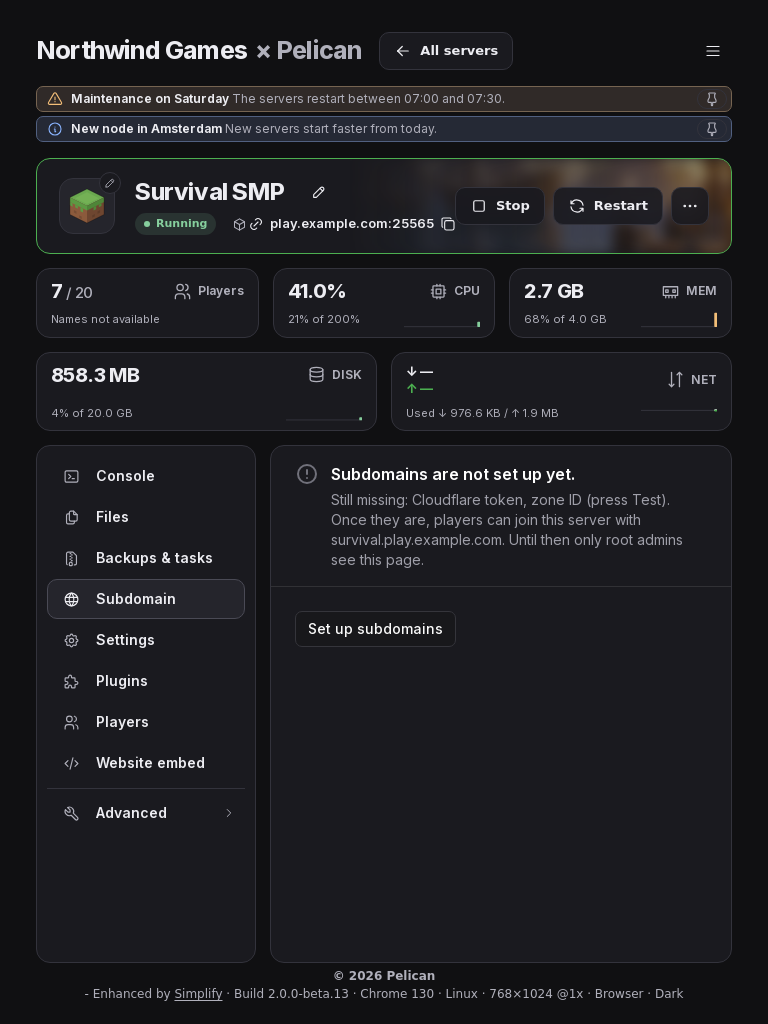 Northwind Games × Pelican
All servers
Maintenance on Saturday The servers restart between 07:00 and 07:30.
New node in Amsterdam New servers start faster from today.
Survival SMP
Running
play.example.com:25565
Stop
Restart
7 / 20
Players
Names not available
41.0%
CPU
21% of 200%
2.7 GB
MEM
68% of 4.0 GB
858.3 MB
DISK
4% of 20.0 GB
↓ —
↑ —
NET
Used ↓ 976.6 KB / ↑ 1.9 MB
Console
Files
Backups & tasks
Subdomain
Settings
Plugins
Players
Website embed
Advanced
Subdomains are not set up yet.
Still missing: Cloudflare token, zone ID (press Test).
Once they are, players can join this server with
survival.play.example.com. Until then only root admins
see this page.
Set up subdomains
© 2026 Pelican
- Enhanced by Simplify · Build 2.0.0-beta.13 · Chrome 130 · Linux · 768×1024 @1x · Browser · Dark